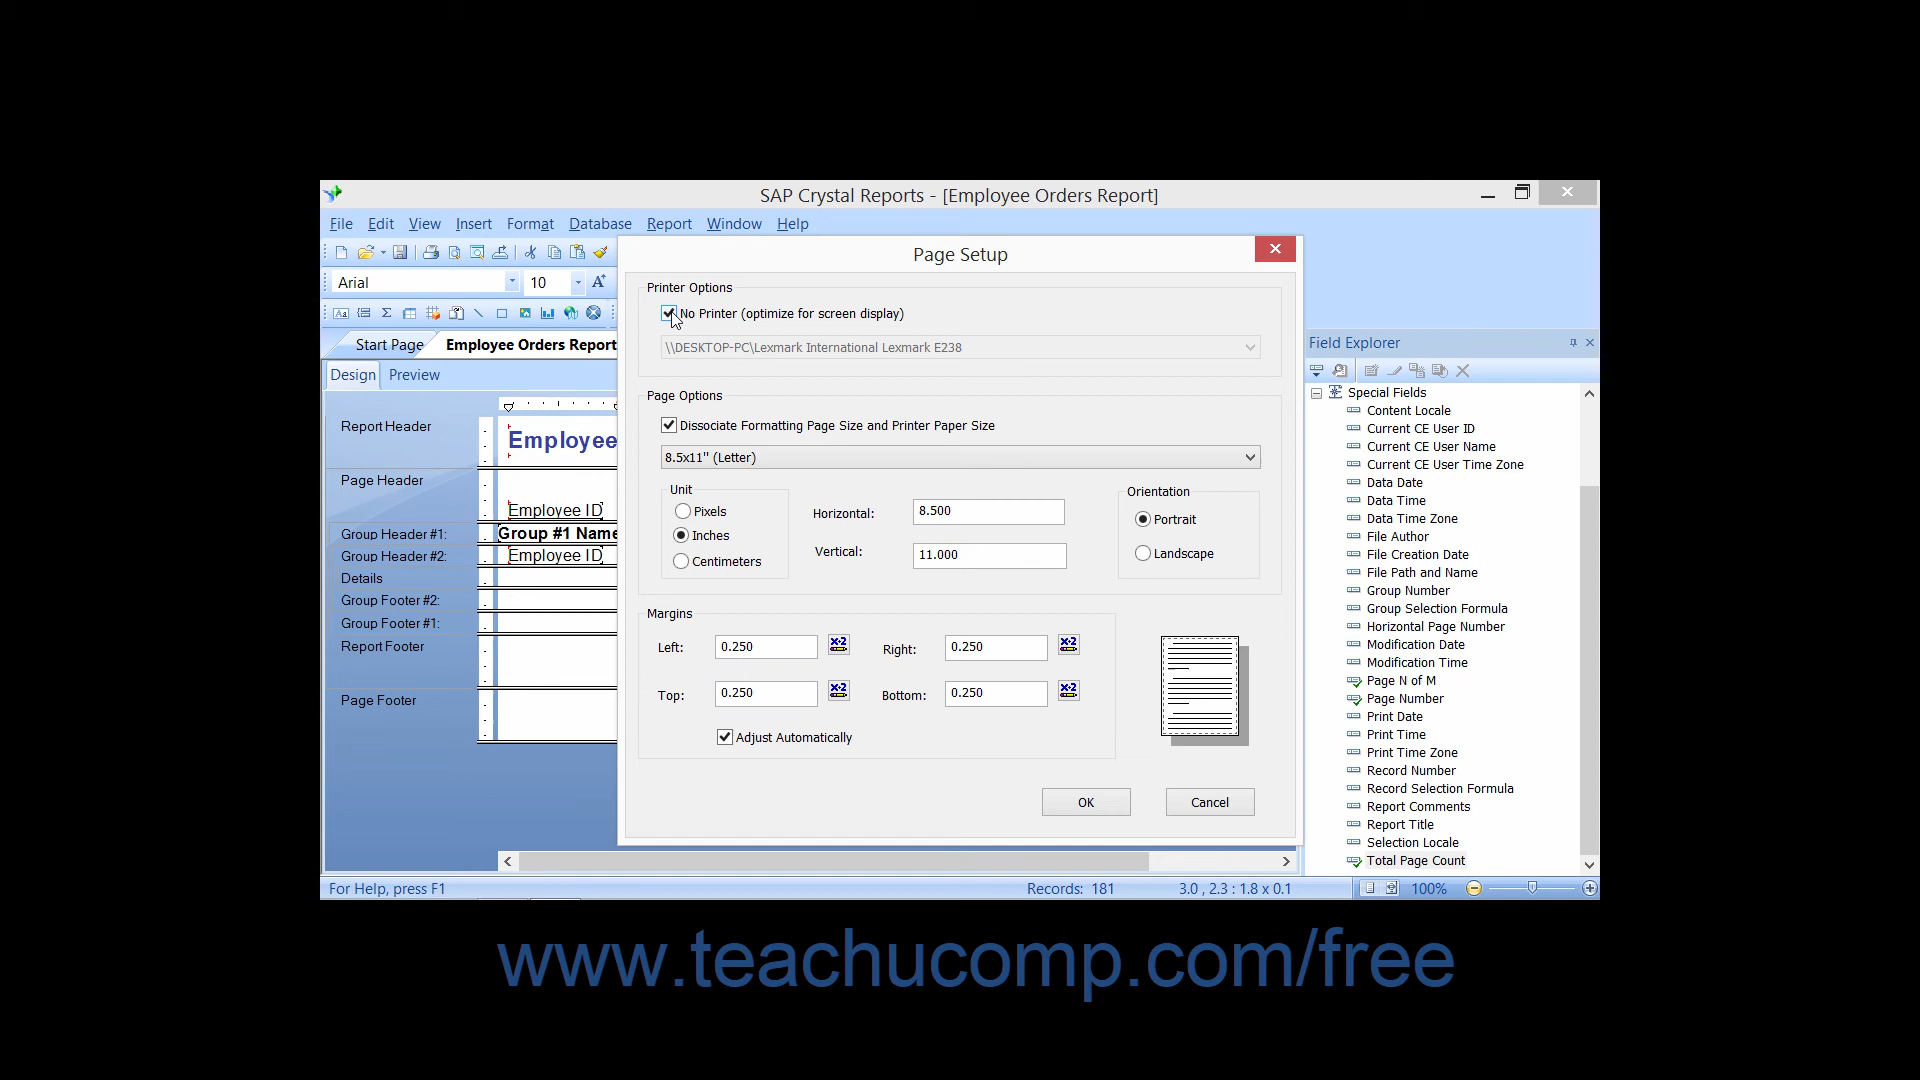 SAP Crystal Reports - [Employee Orders Report]
File Edit View Insert Format Database Report Window Help
Arial 10
Start Page Employee Orders Report
Design Preview
Report Header
Employee
Page Header
Employee ID
Group Header #1:
Group #1 Name
Group Header #2:
Employee ID
Details
Group Footer #2:
Group Footer #1:
Report Footer
Page Footer
Page Setup
Printer Options
No Printer (optimize for screen display)
\\DESKTOP-PC\Lexmark International Lexmark E238
Page Options
Dissociate Formatting Page Size and Printer Paper Size
8.5x11" (Letter)
Unit
Pixels
Inches
Centimeters
Horizontal: 8.500
Vertical: 11.000
Orientation
Portrait
Landscape
Margins
Left: 0.250 X+2
Right: 0.250 X+2
Top: 0.250 X+2
Bottom: 0.250 X+2
Adjust Automatically
OK Cancel
Field Explorer
Special Fields
Content Locale
Current CE User ID
Current CE User Name
Current CE User Time Zone
Data Date
Data Time
Data Time Zone
File Author
File Creation Date
File Path and Name
Group Number
Group Selection Formula
Horizontal Page Number
Modification Date
Modification Time
Page N of M
Page Number
Print Date
Print Time
Print Time Zone
Record Number
Record Selection Formula
Report Comments
Report Title
Selection Locale
Total Page Count
For Help, press F1 Records: 181 3.0 , 2.3 : 1.8 x 0.1 100%
www.teachucomp.com/free